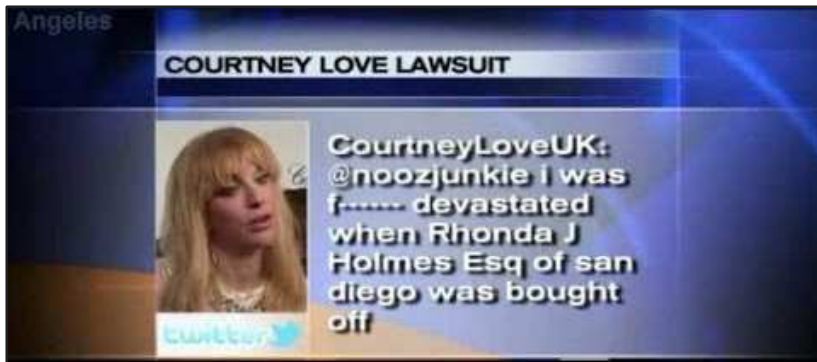 Angeles
COURTNEY LOVE LAWSUIT
CourtneyLoveUK:
@noozjunkie i was
f------ devastated
when Rhonda J
Holmes Esq of san
diego was bought
off
twitter